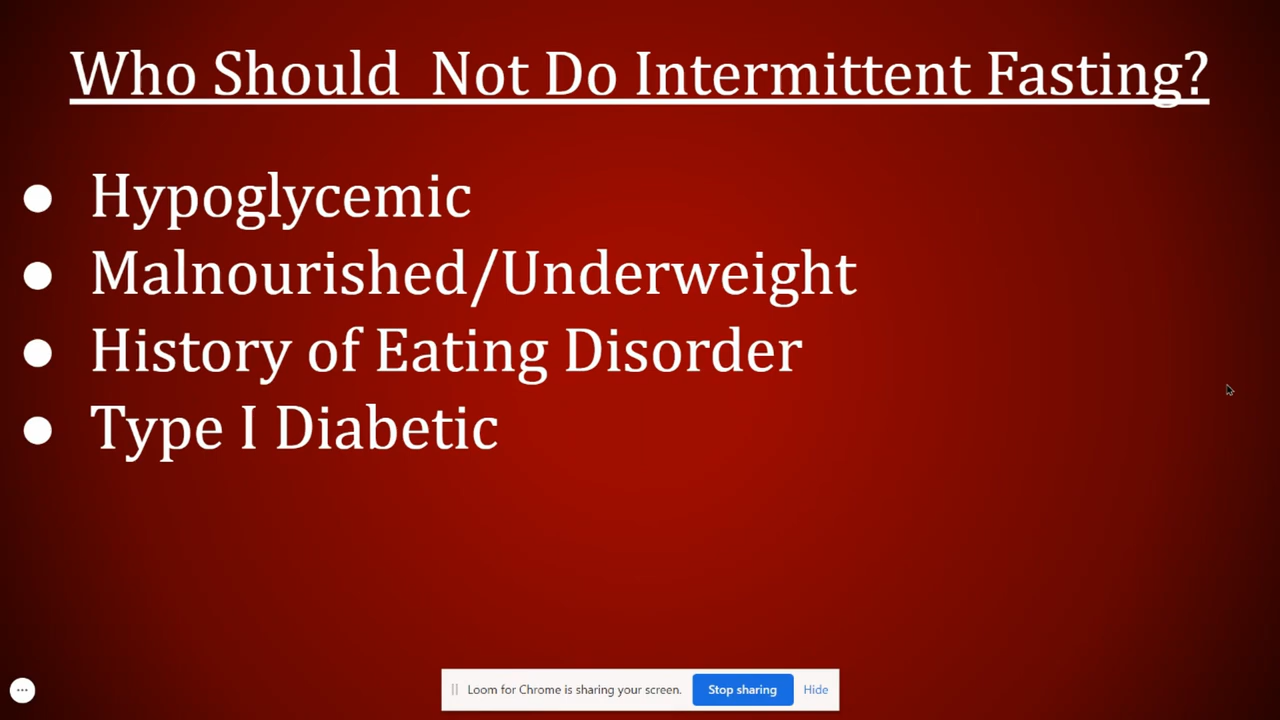 Who Should  Not Do Intermittent Fasting?
● Hypoglycemic
● Malnourished/Underweight
● History of Eating Disorder
● Type I Diabetic
Loom for Chrome is sharing your screen. Stop sharing Hide